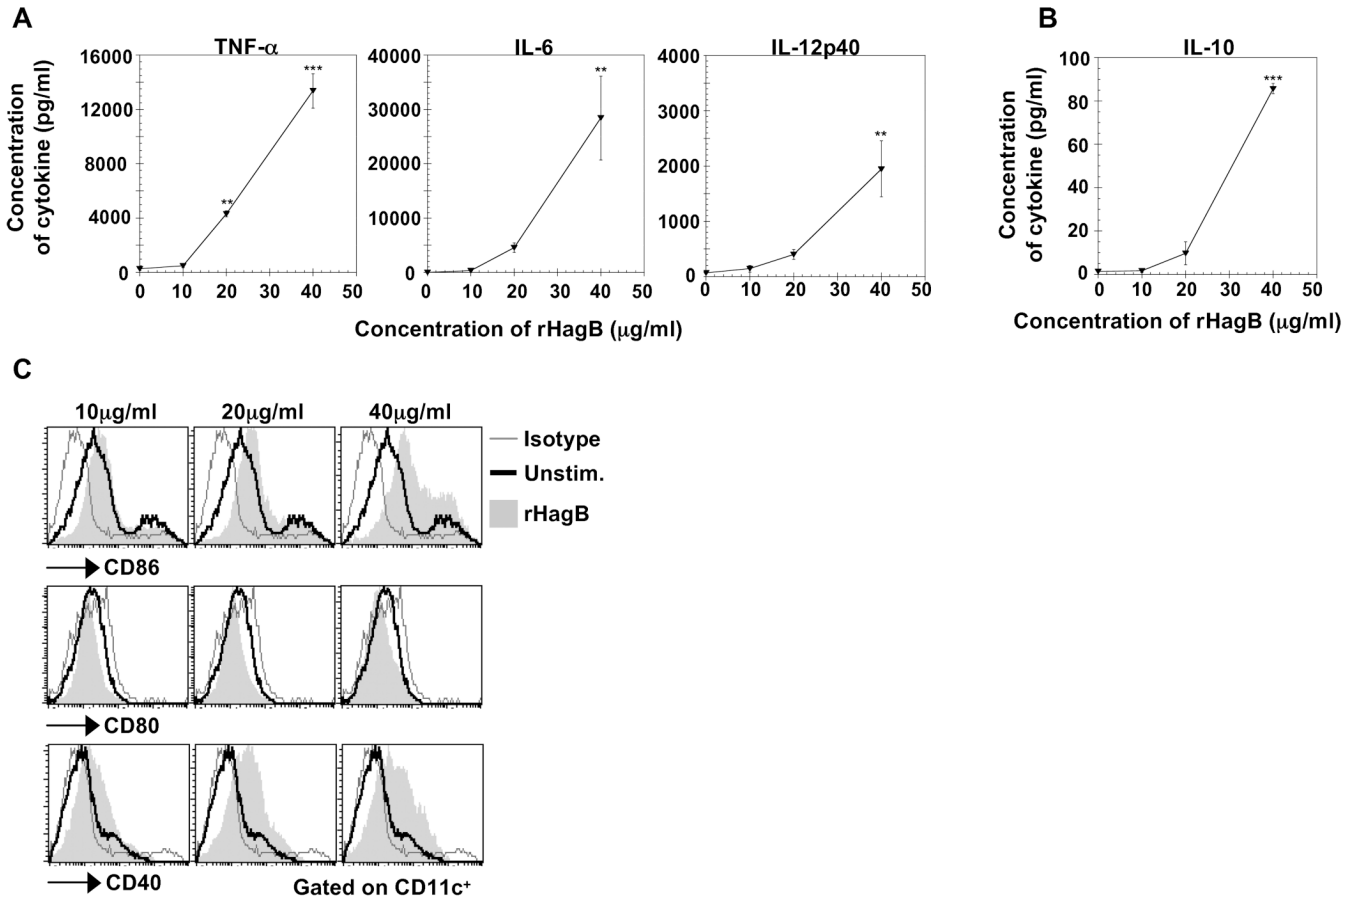 A
B
TNF-α
IL-6
IL-12p40
IL-10
Concentration
of cytokine (pg/ml)
16000
12000
8000
4000
0
***
**
0 10 20 30 40 50
40000
30000
20000
10000
0
**
0 10 20 30 40 50
4000
3000
2000
1000
0
**
0 10 20 30 40 50
Concentration of rHagB (μg/ml)
Concentration
of cytokine (pg/ml)
100
80
60
40
20
0
***
0 10 20 30 40 50
Concentration of rHagB (μg/ml)
C
10μg/ml 20μg/ml 40μg/ml
Isotype
Unstim.
rHagB
CD86
CD80
CD40
Gated on CD11c+